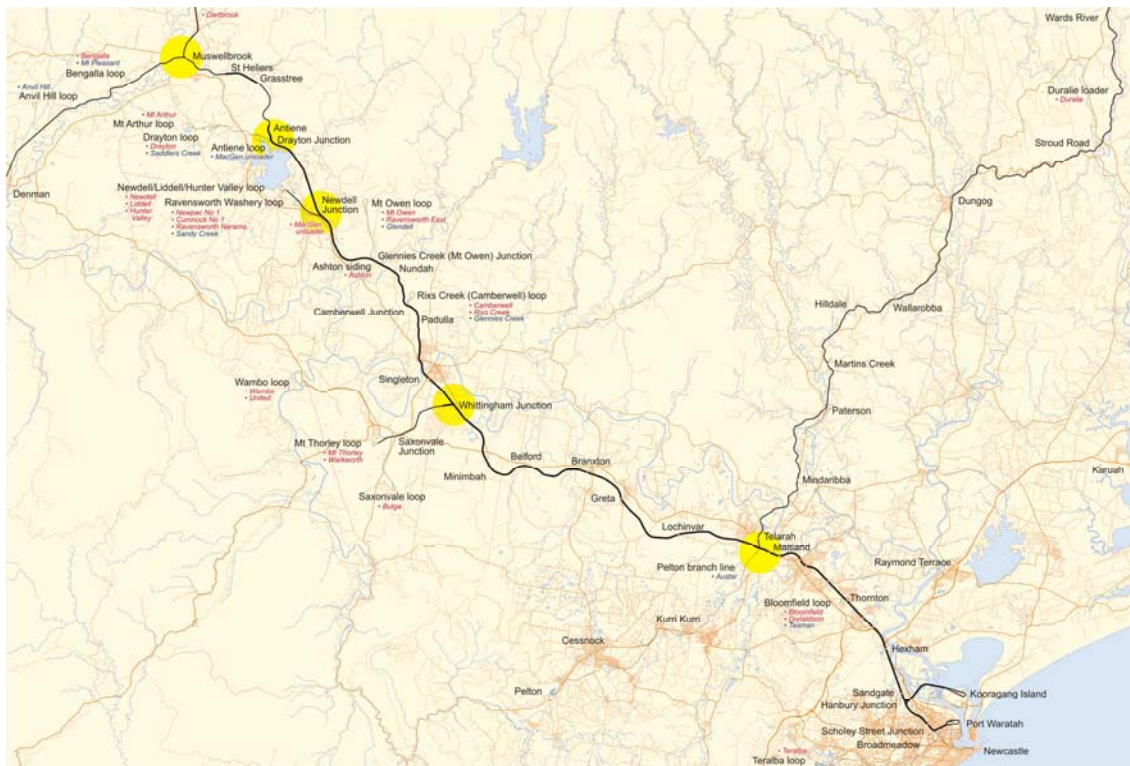 • Dartbrook
Wards River
Muswellbrook
• Bengalla
• Mt Pleasant
Bengalla loop
St Heliers
Grasstree
• Anvil Hill
Anvil Hill loop
Duralie loader
• Duralie
• Mt Arthur
Mt Arthur loop
Antiene
Drayton Junction
Drayton loop
• Drayton
• Saddlers Creek
Antiene loop
• MacGen unloader
Stroud Road
Denman
Newdell/Liddell/Hunter Valley loop
• Newdell
• Liddell
• Hunter
Valley
Ravensworth Washery loop
• Newpac No 1
• Cumnock No 1
• Ravensworth Narama
• Sandy Creek
Newdell
Junction
• MacGen
unloader
Mt Owen loop
• Mt Owen
• Ravensworth East
• Glendell
Dungog
Glennies Creek (Mt Owen) Junction
Ashton siding
• Ashton
Nundah
Rixs Creek (Camberwell) loop
• Camberwell
• Rixs Creek
• Glennies Creek
Camberwell Junction
Padulla
Hilldale
Wallarobba
Martins Creek
Singleton
Wambo loop
• Wambo
• United
Whittingham Junction
Paterson
Mt Thorley loop
• Mt Thorley
• Warkworth
Saxonvale
Junction
Belford
Branxton
Minimbah
Mindaribba
Karuah
Saxonvale loop
• Bulga
Greta
Lochinvar
Telarah
Maitland
Pelton branch line
• Austar
Raymond Terrace
Bloomfield loop
• Bloomfield
• Donaldson
• Tasman
Thornton
Kurri Kurri
Cessnock
Hexham
Pelton
Sandgate
Hanbury Junction
Kooragang Island
Scholey Street Junction
Port Waratah
Broadmeadow
• Teralba
Teralba loop
Newcastle